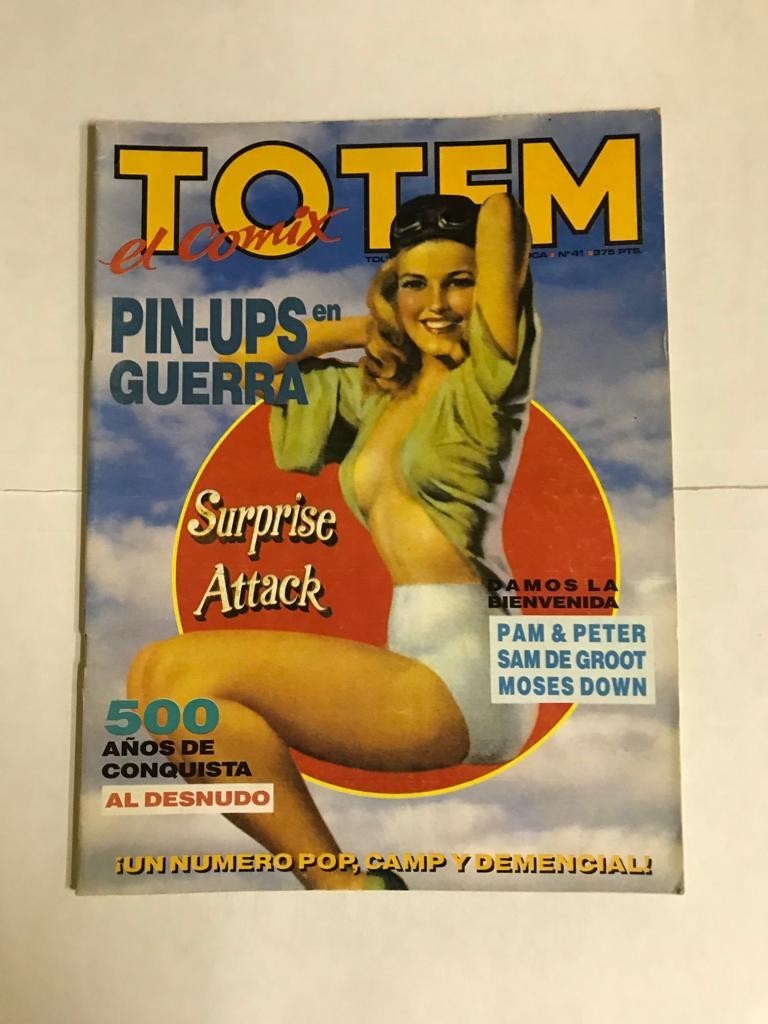 TOTEM
el Comix
Nº 41 375 PTS.
PIN-UPS en
GUERRA
Surprise
Attack
DAMOS LA
BIENVENIDA
PAM & PETER
SAM DE GROOT
MOSES DOWN
500
AÑOS DE
CONQUISTA
AL DESNUDO
¡UN NUMERO POP, CAMP Y DEMENCIAL!